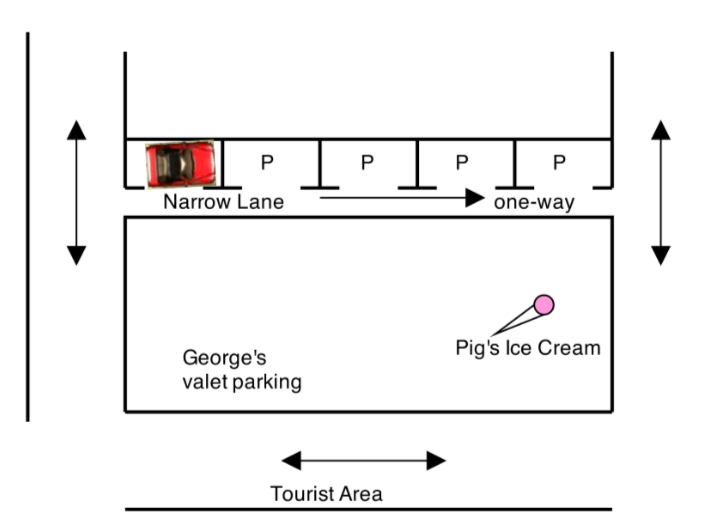 P
P
P
P
Narrow Lane
one-way
Pig's Ice Cream
George's
valet parking
Tourist Area